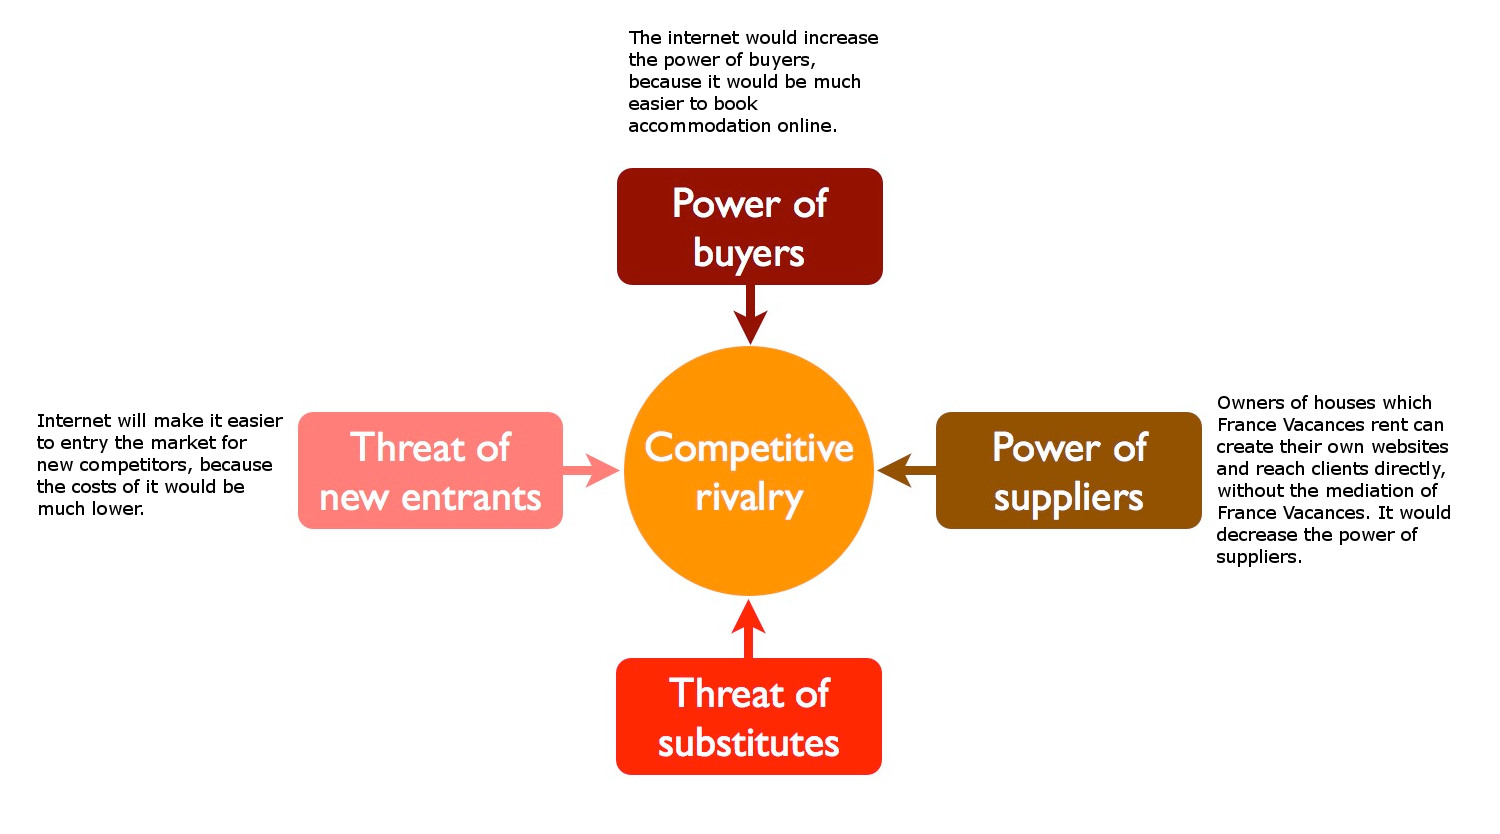 The internet would increase
the power of buyers,
because it would be much
easier to book
accommodation online.
Power of
buyers
Internet will make it easier
to entry the market for
new competitors, because
the costs of it would be
much lower.
Threat of
new entrants
Competitive
rivalry
Power of
suppliers
Owners of houses which
France Vacances rent can
create their own websites
and reach clients directly,
without the mediation of
France Vacances. It would
decrease the power of
suppliers.
Threat of
substitutes